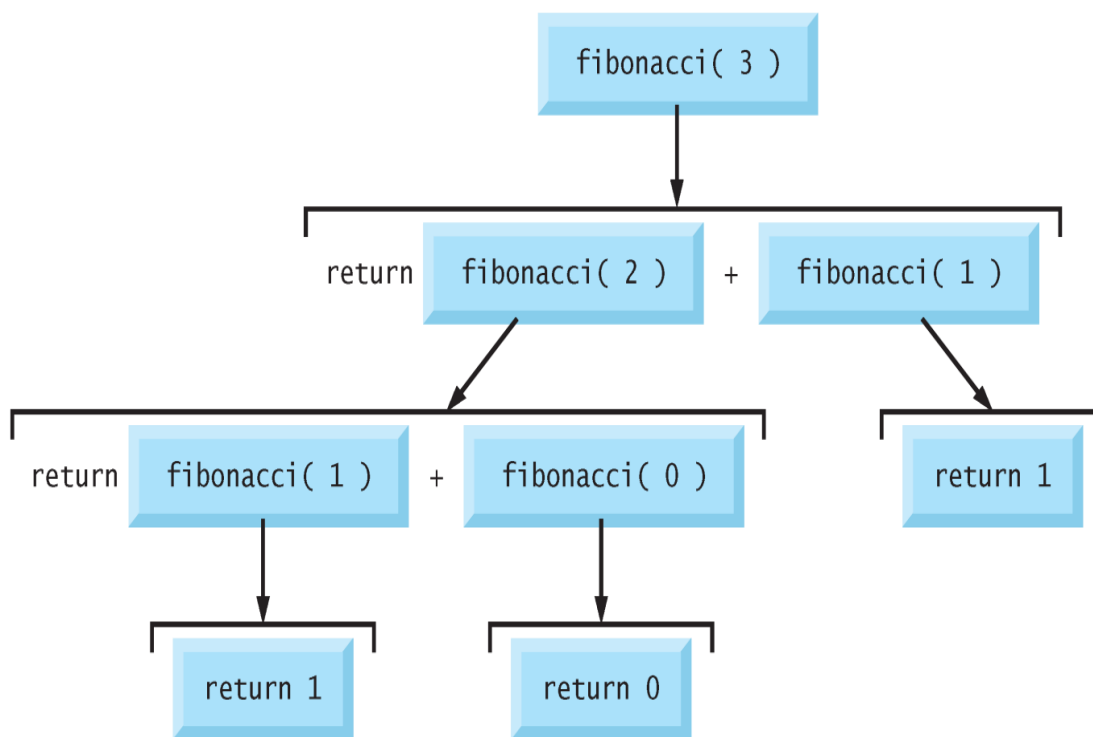 fibonacci( 3 )
return fibonacci( 2 ) + fibonacci( 1 )
return fibonacci( 1 ) + fibonacci( 0 ) return 1
return 1 return 0